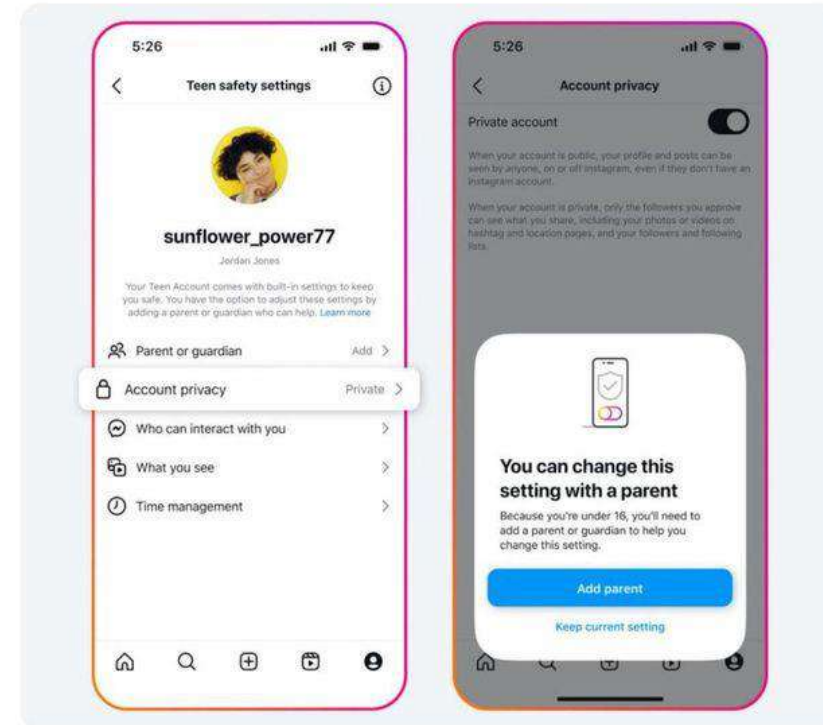 5:26
Teen safety settings
sunflower_power77
Jordan Jones
Your Teen Account comes with built-in settings to keep
you safe. You have the option to adjust these settings by
adding a parent or guardian who can help. Learn more
Parent or guardian Add
Account privacy Private
Who can interact with you
What you see
Time management
5:26
Account privacy
Private account
When your account is public, your profile and posts can be
seen by anyone, on or off Instagram, even if they don't have an
Instagram account.
When your account is private, only the followers you approve
can see what you share, including your photos or videos on
hashtag and location pages, and your followers and following
lists.
You can change this
setting with a parent
Because you're under 16, you'll need to
add a parent or guardian to help you
change this setting.
Add parent
Keep current setting